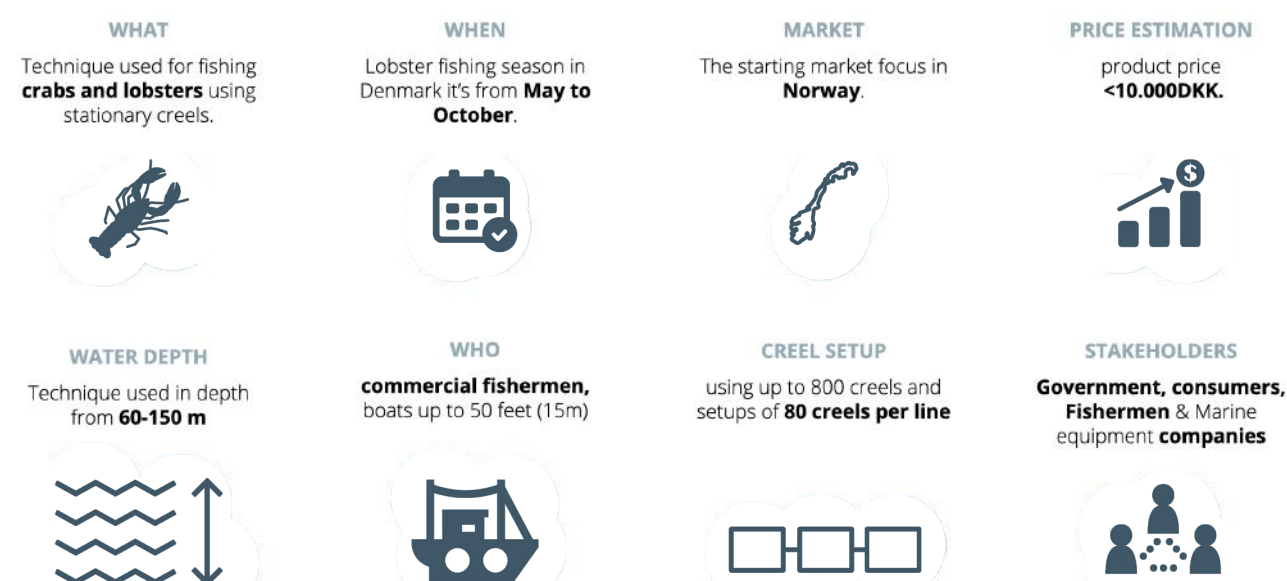 WHAT
Technique used for fishing
crabs and lobsters using
stationary creels.
WHEN
Lobster fishing season in
Denmark it's from May to
October.
MARKET
The starting market focus in
Norway.
PRICE ESTIMATION
product price
<10.000DKK.
$
WATER DEPTH
Technique used in depth
from 60-150 m
WHO
commercial fishermen,
boats up to 50 feet (15m)
CREEL SETUP
using up to 800 creels and
setups of 80 creels per line
STAKEHOLDERS
Government, consumers,
Fishermen & Marine
equipment companies